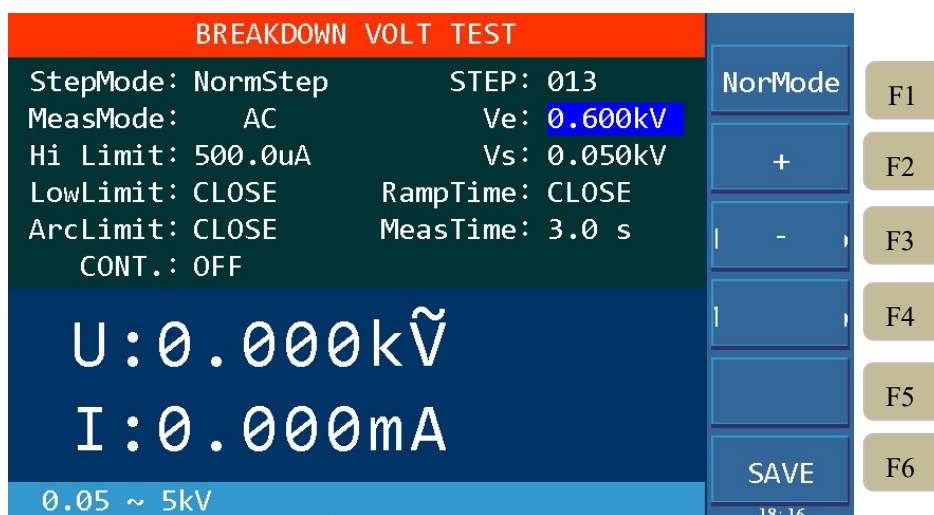 BREAKDOWN VOLT TEST
StepMode: NormStep STEP: 013
MeasMode: AC Ve: 0.600kV
Hi Limit: 500.0uA Vs: 0.050kV
LowLimit: CLOSE RampTime: CLOSE
ArcLimit: CLOSE MeasTime: 3.0 s
CONT.: OFF
U:0.000kṼ
I:0.000mA
0.05 ~ 5kV
NorMode
+
-
SAVE
18:16
F1
F2
F3
F4
F5
F6